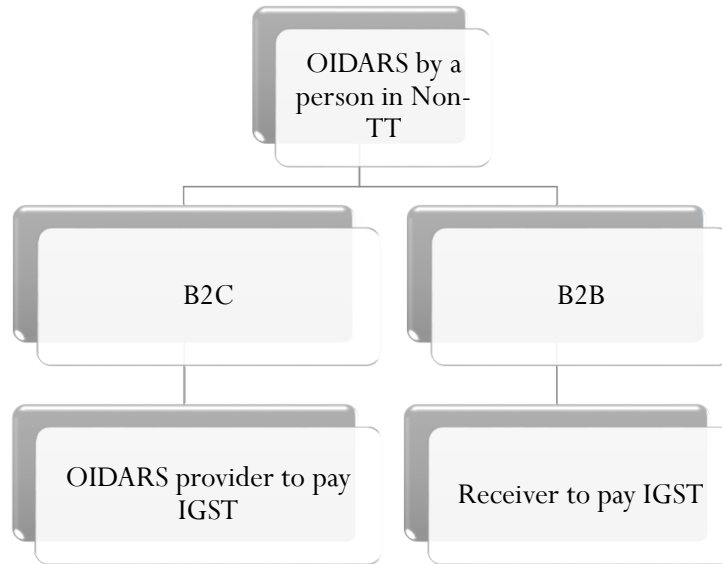 OIDARS by a
person in Non-
TT
B2C
B2B
OIDARS provider to pay
IGST
Receiver to pay IGST